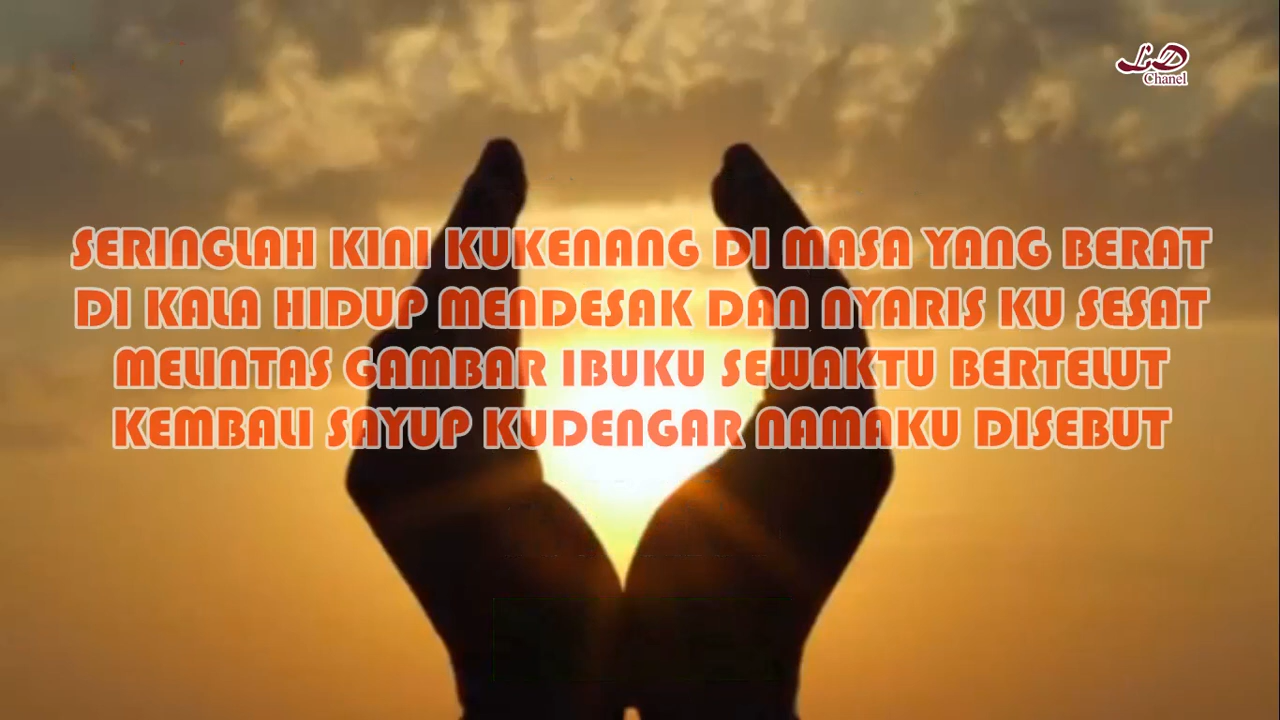 LD
Chanel
SERINGLAH KINI KUKENANG DI MASA YANG BERAT
DI KALA HIDUP MENDESAK DAN NYARIS KU SESAT
MELINTAS GAMBAR IBUKU SEWAKTU BERTELUT
KEMBALI SAYUP KUDENGAR NAMAKU DISEBUT